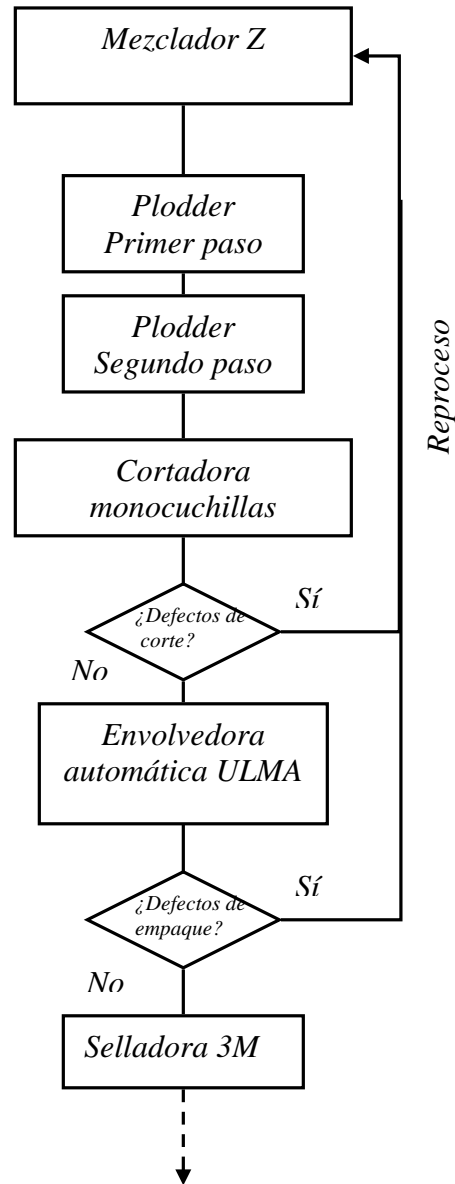 Mezclador Z
Plodder
Primer paso
Plodder
Segundo paso
Reproceso
Cortadora
monocuchillas
¿Defectos de
corte?
Sí
No
Envolvedora
automática ULMA
¿Defectos de
empaque?
Sí
No
Selladora 3M